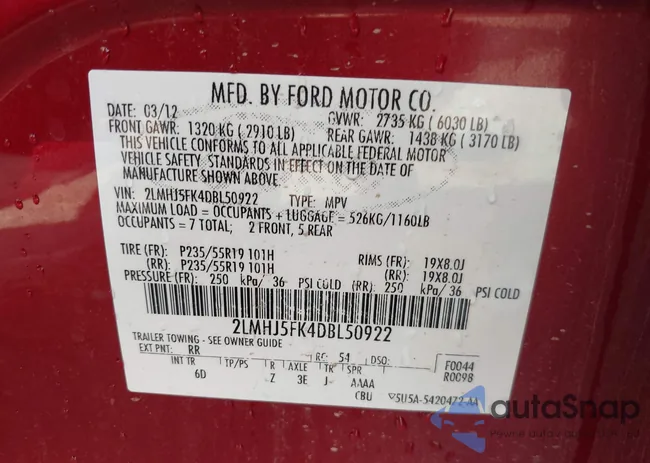 MFD. BY FORD MOTOR CO.
DATE: 03/12 GVWR: 2735 KG ( 6030 LB)
FRONT GAWR: 1320 KG ( 2910 LB) REAR GAWR: 1438 KG ( 3170 LB)
THIS VEHICLE CONFORMS TO ALL APPLICABLE FEDERAL MOTOR
VEHICLE SAFETY STANDARDS IN EFFECT ON THE DATE OF
MANUFACTURE SHOWN ABOVE.
VIN: 2LMHJ5FK4DBL50922 TYPE: MPV
MAXIMUM LOAD = OCCUPANTS + LUGGAGE = 526KG/1160LB
OCCUPANTS = 7 TOTAL; 2 FRONT, 5 REAR
TIRE (FR): P235/55R19 101H RIMS (FR): 19X8.0J
(RR): P235/55R19 101H (RR): 19X8.0J
PRESSURE (FR): 250 kPa/ 36 PSI COLD (RR): 250 kPa/ 36 PSI COLD
2LMHJ5FK4DBL50922
TRAILER TOWING - SEE OWNER GUIDE
EXT PNT: RR RC: 54 DSO: F0044
INT TR TP/PS R AXLE TR SPR R0098
6D Z 3E J AAAA
CBU
autoSnap